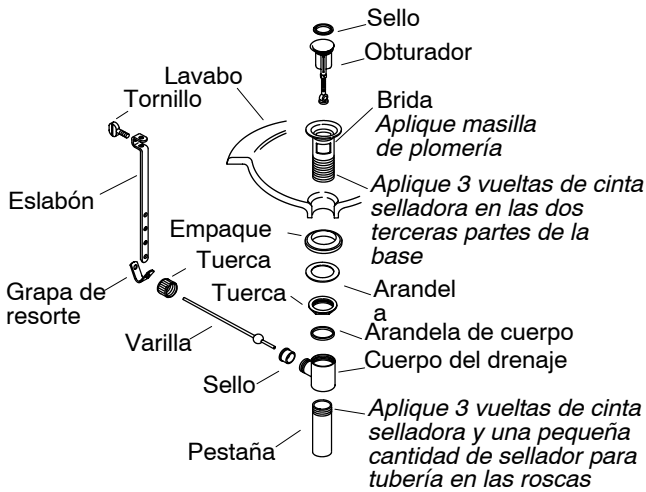 Sello
Obturador
Lavabo
Tornillo
Brida
Aplique masilla
de plomería
Aplique 3 vueltas de cinta
selladora en las dos
terceras partes de la
base
Eslabón
Empaque
Tuerca
Grapa de
resorte
Tuerca
Arandel
a
Arandela de cuerpo
Varilla
Cuerpo del drenaje
Sello
Aplique 3 vueltas de cinta
selladora y una pequeña
cantidad de sellador para
tubería en las roscas
Pestaña